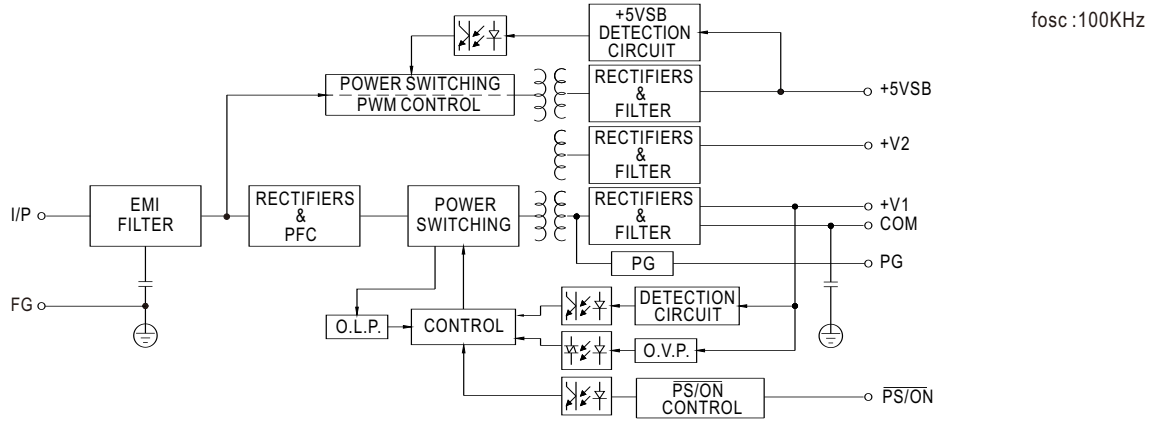 fosc :100KHz
+5VSB
DETECTION
CIRCUIT
POWER SWITCHING
PWM CONTROL
RECTIFIERS
&
FILTER
+5VSB
RECTIFIERS
&
FILTER
+V2
I/P
EMI
FILTER
RECTIFIERS
&
PFC
POWER
SWITCHING
RECTIFIERS
&
FILTER
+V1
COM
PG
PG
FG
O.L.P.
CONTROL
DETECTION
CIRCUIT
O.V.P.
PS/ON
CONTROL
PS/ON